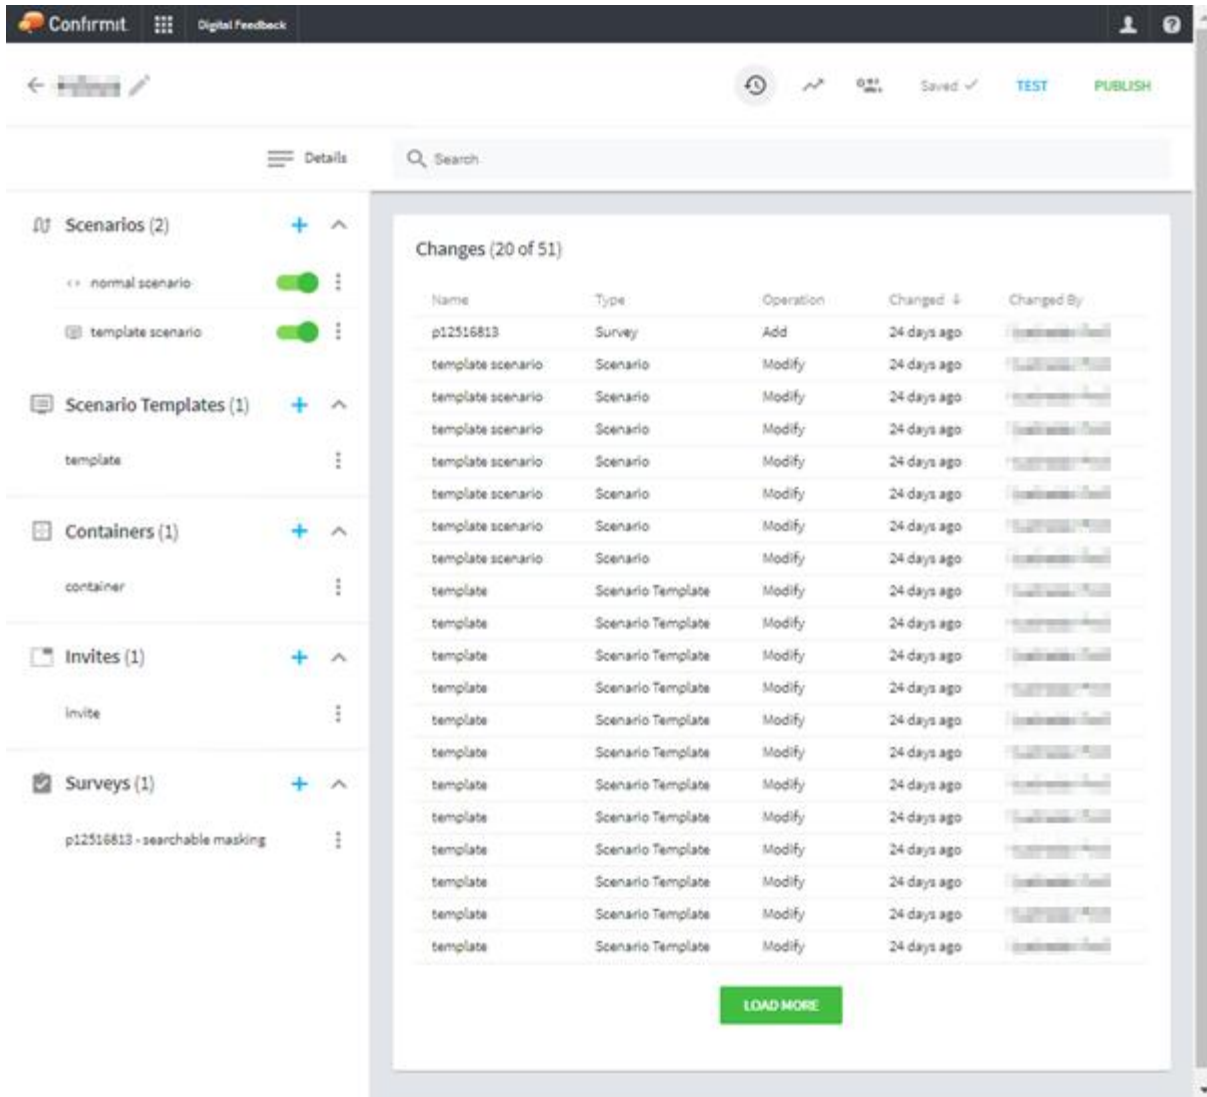 Confirmit Digital Feedback
Saved TEST PUBLISH
Details
Search
Scenarios (2)
normal scenario
template scenario
Scenario Templates (1)
template
Containers (1)
container
Invites (1)
invite
Surveys (1)
p12516813 - searchable masking
Changes (20 of 51)
Name Type Operation Changed Changed By
p12516813 Survey Add 24 days ago
template scenario Scenario Modify 24 days ago
template scenario Scenario Modify 24 days ago
template scenario Scenario Modify 24 days ago
template scenario Scenario Modify 24 days ago
template scenario Scenario Modify 24 days ago
template scenario Scenario Modify 24 days ago
template scenario Scenario Modify 24 days ago
template Scenario Template Modify 24 days ago
template Scenario Template Modify 24 days ago
template Scenario Template Modify 24 days ago
template Scenario Template Modify 24 days ago
template Scenario Template Modify 24 days ago
template Scenario Template Modify 24 days ago
template Scenario Template Modify 24 days ago
template Scenario Template Modify 24 days ago
template Scenario Template Modify 24 days ago
template Scenario Template Modify 24 days ago
template Scenario Template Modify 24 days ago
template Scenario Template Modify 24 days ago
LOAD MORE